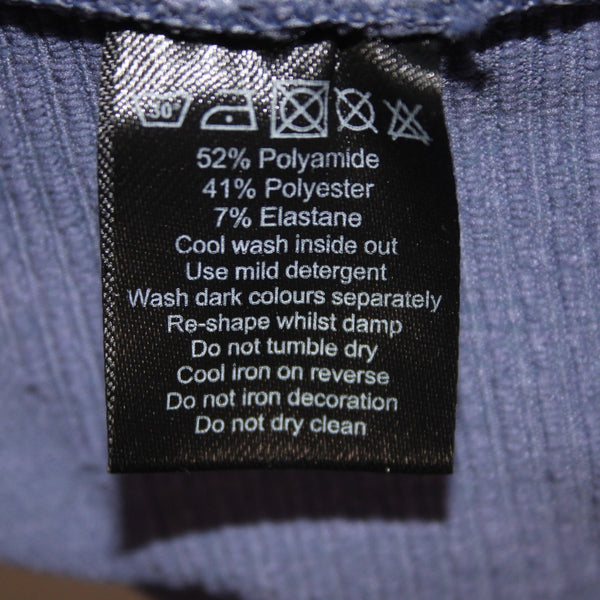 30°
52% Polyamide
41% Polyester
7% Elastane
Cool wash inside out
Use mild detergent
Wash dark colours separately
Re-shape whilst damp
Do not tumble dry
Cool iron on reverse
Do not iron decoration
Do not dry clean